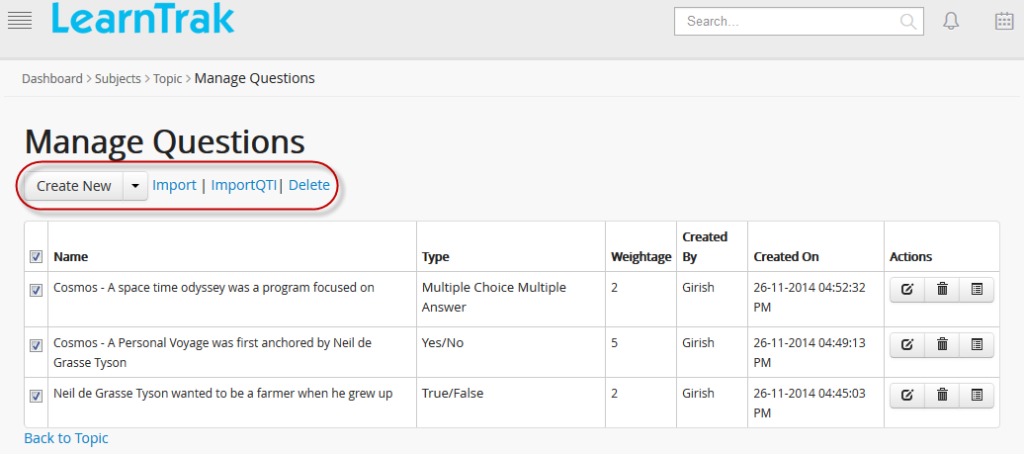 LearnTrak
Search...
Dashboard > Subjects > Topic > Manage Questions
Manage Questions
Create New Import | ImportQTI| Delete
Name Type Weightage Created By Created On Actions
Cosmos - A space time odyssey was a program focused on Multiple Choice Multiple Answer 2 Girish 26-11-2014 04:52:32 PM
Cosmos - A Personal Voyage was first anchored by Neil de Grasse Tyson Yes/No 5 Girish 26-11-2014 04:49:13 PM
Neil de Grasse Tyson wanted to be a farmer when he grew up True/False 2 Girish 26-11-2014 04:45:03 PM
Back to Topic